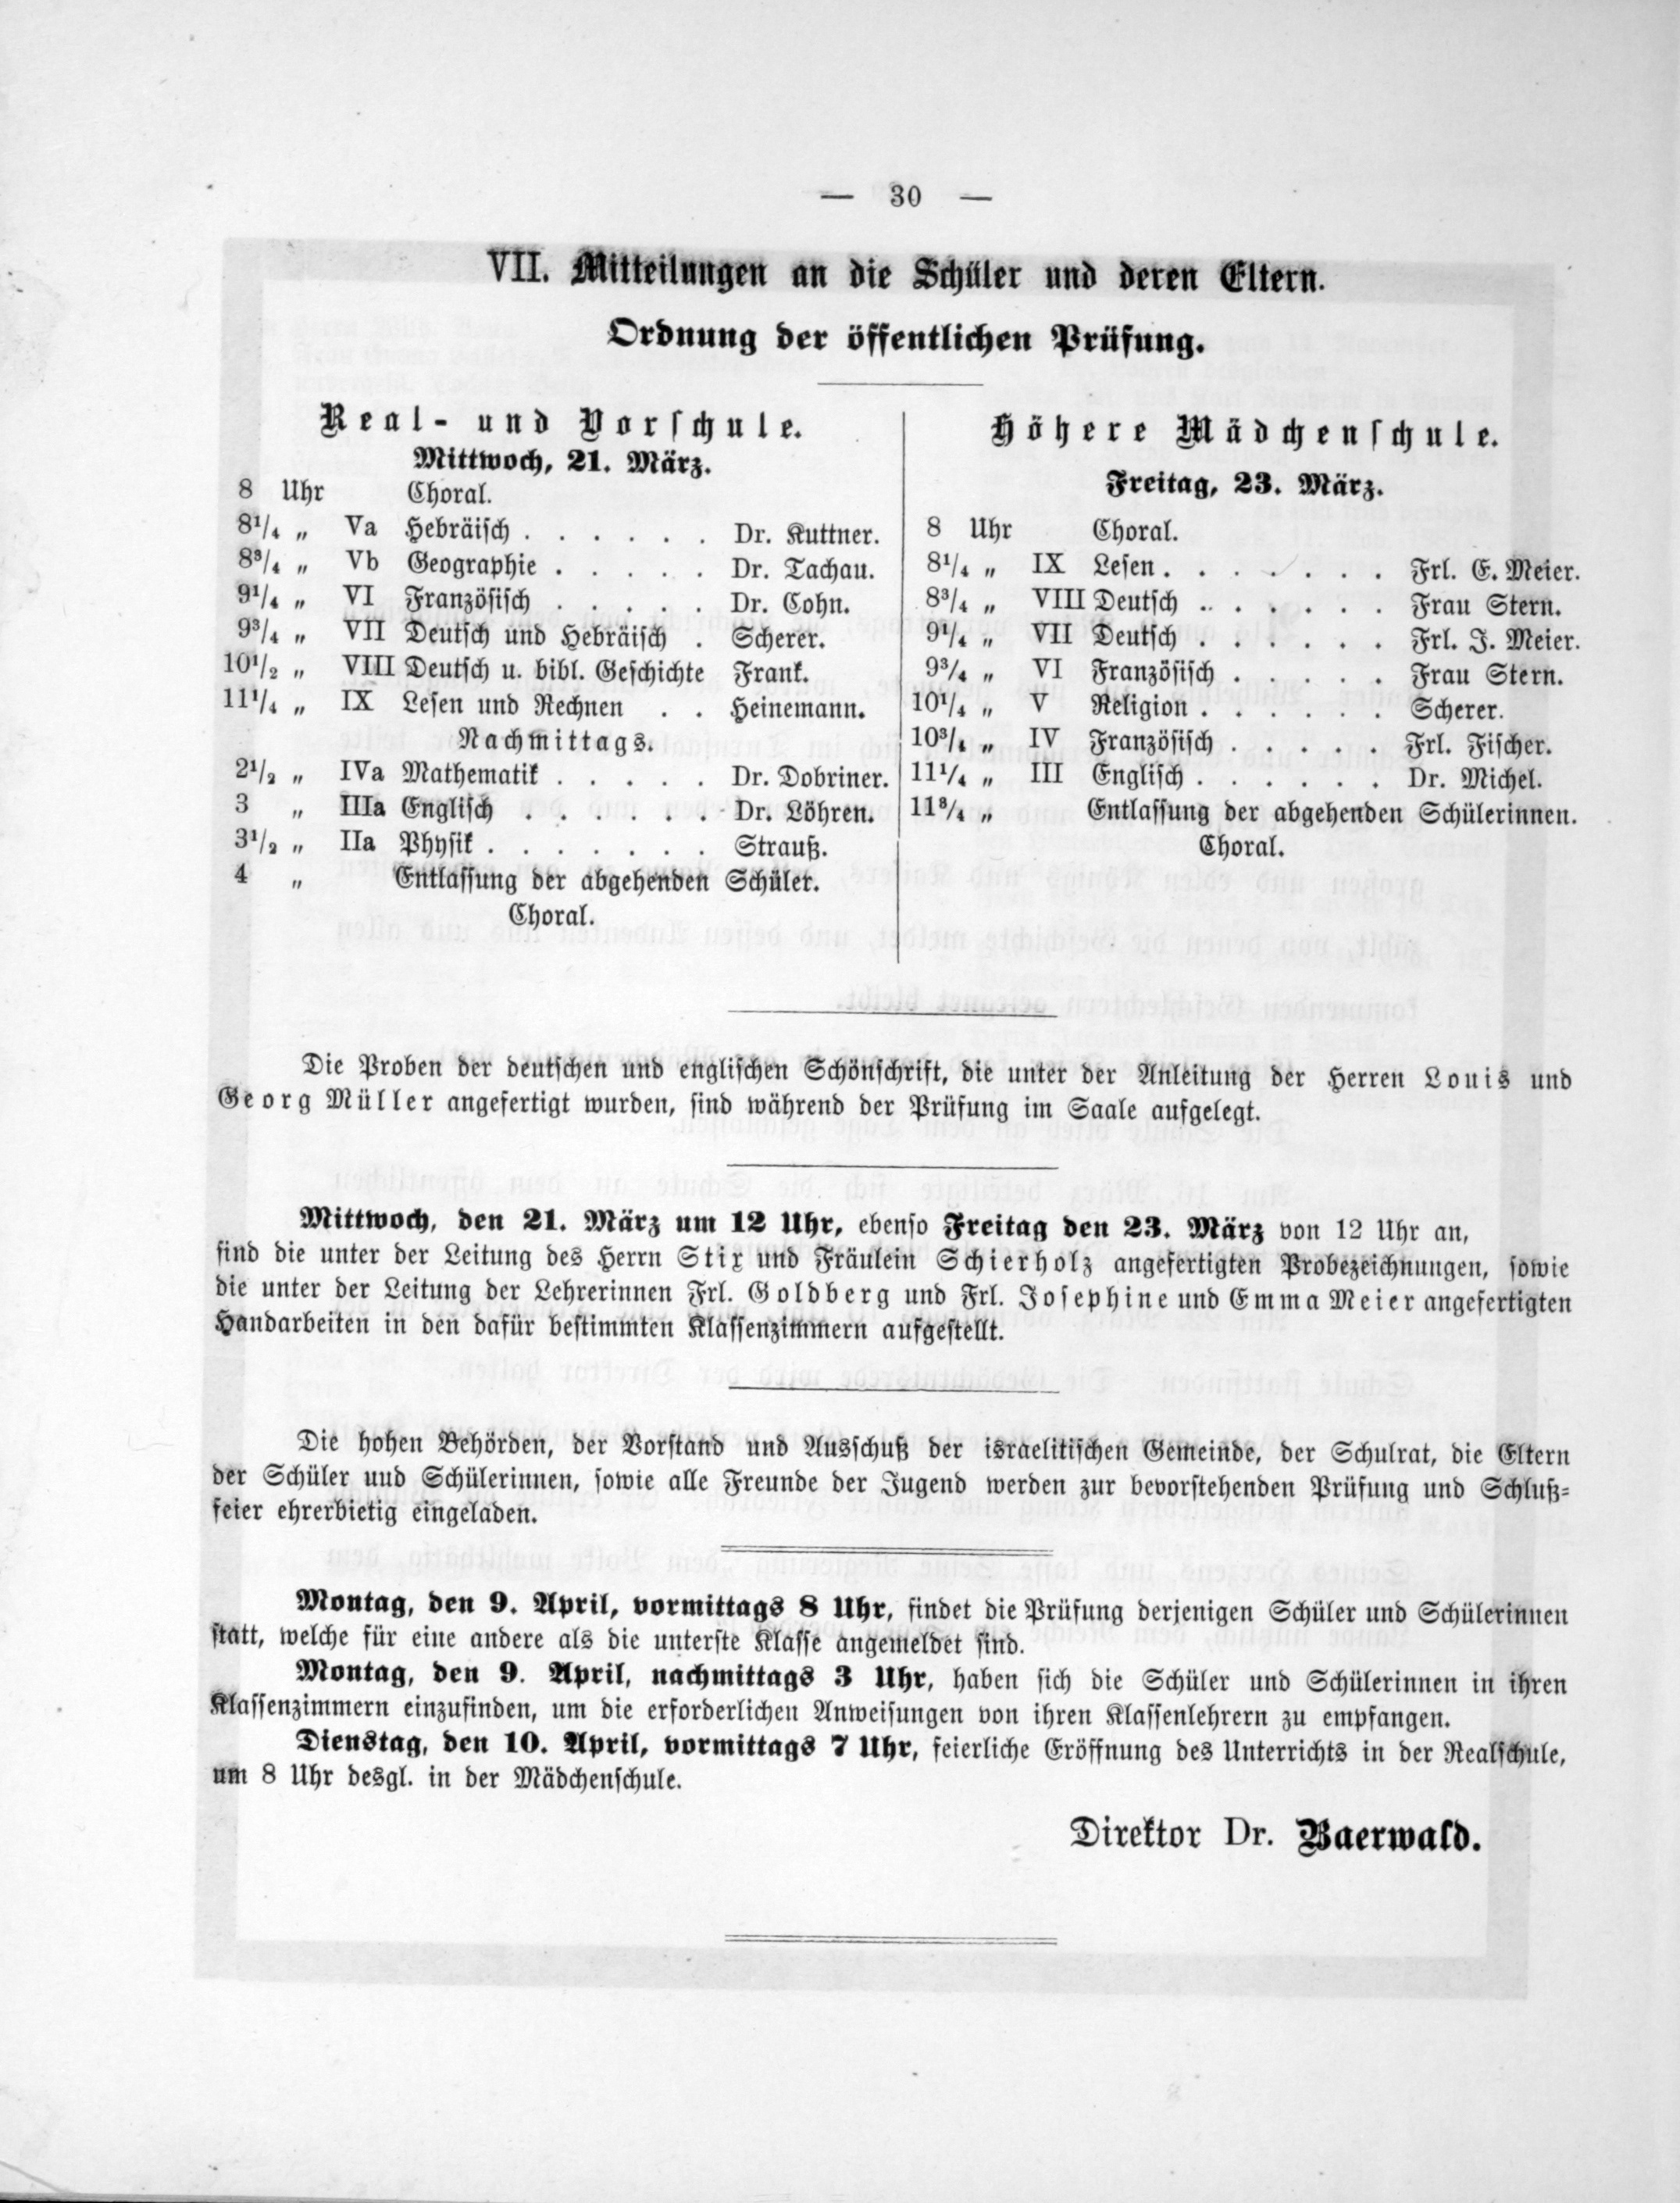 — 30 —
VII. Mitteilungen an die Schüler und deren Eltern.
Ordnung der öffentlichen Prüfung.
Real- und Vorschule.
Mittwoch, 21. März.
8 Uhr Choral.
8¹/₄ „ Va Hebräisch . . . . . . Dr. Kuttner.
8³/₄ „ Vb Geographie . . . . . Dr. Tachau.
9¹/₄ „ VI Französisch . . . . . Dr. Cohn.
9³/₄ „ VII Deutsch und Hebräisch . Scherer.
10¹/₂ „ VIII Deutsch u. bibl. Geschichte Frank.
11¹/₄ „ IX Lesen und Rechnen . . Heinemann.
Nachmittags.
2¹/₂ „ IVa Mathematik . . . . . Dr. Dobriner.
3 „ IIIa Englisch . . . . . . Dr. Löhren.
3¹/₂ „ IIa Physik . . . . . . . Strauß.
4 „ Entlassung der abgehenden Schüler.
Choral.
Höhere Mädchenschule.
Freitag, 23. März.
8 Uhr Choral.
8¹/₄ „ IX Lesen . . . . . . . Frl. E. Meier.
8³/₄ „ VIII Deutsch . . . . . . Frau Stern.
9¹/₄ „ VII Deutsch . . . . . . Frl. J. Meier.
9³/₄ „ VI Französisch . . . . . Frau Stern.
10¹/₄ „ V Religion . . . . . . Scherer.
10³/₄ „ IV Französisch . . . . . Frl. Fischer.
11¹/₄ „ III Englisch . . . . . . Dr. Michel.
11³/₄ „ Entlassung der abgehenden Schülerinnen.
Choral.
Die Proben der deutschen und englischen Schönschrift, die unter der Anleitung der Herren Louis und
Georg Müller angefertigt wurden, sind während der Prüfung im Saale aufgelegt.
Mittwoch, den 21. März um 12 Uhr, ebenso Freitag den 23. März von 12 Uhr an,
sind die unter der Leitung des Herrn Stix und Fräulein Schierholz angefertigten Probezeichnungen, sowie
die unter der Leitung der Lehrerinnen Frl. Goldberg und Frl. Josephine und Emma Meier angefertigten
Handarbeiten in den dafür bestimmten Klassenzimmern aufgestellt.
Die hohen Behörden, der Vorstand und Ausschuß der israelitischen Gemeinde, der Schulrat, die Eltern
der Schüler und Schülerinnen, sowie alle Freunde der Jugend werden zur bevorstehenden Prüfung und Schluß-
feier ehrerbietig eingeladen.
Montag, den 9. April, vormittags 8 Uhr, findet die Prüfung derjenigen Schüler und Schülerinnen
statt, welche für eine andere als die unterste Klasse angemeldet sind.
Montag, den 9. April, nachmittags 3 Uhr, haben sich die Schüler und Schülerinnen in ihren
Klassenzimmern einzufinden, um die erforderlichen Anweisungen von ihren Klassenlehrern zu empfangen.
Dienstag, den 10. April, vormittags 7 Uhr, feierliche Eröffnung des Unterrichts in der Realschule,
um 8 Uhr desgl. in der Mädchenschule.
Direktor Dr. Baerwald.